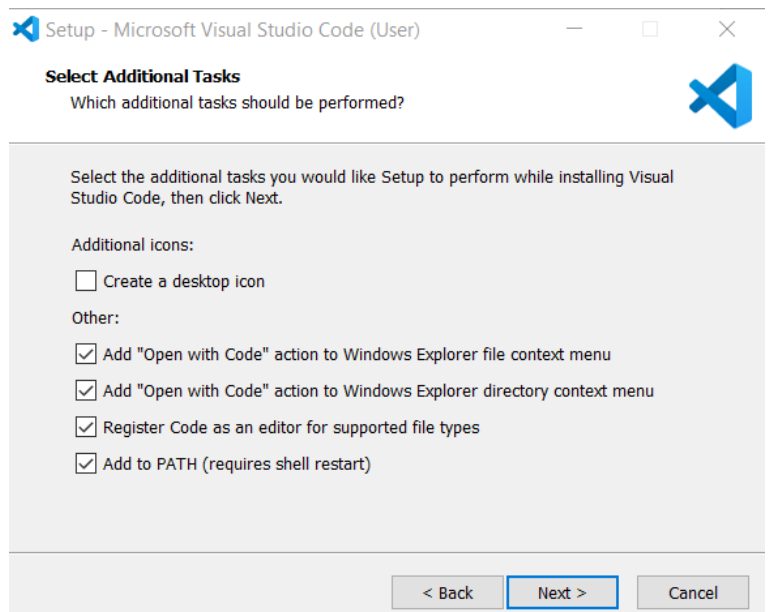 Setup - Microsoft Visual Studio Code (User)
Select Additional Tasks
Which additional tasks should be performed?
Select the additional tasks you would like Setup to perform while installing Visual
Studio Code, then click Next.
Additional icons:
Create a desktop icon
Other:
Add "Open with Code" action to Windows Explorer file context menu
Add "Open with Code" action to Windows Explorer directory context menu
Register Code as an editor for supported file types
Add to PATH (requires shell restart)
< Back Next > Cancel